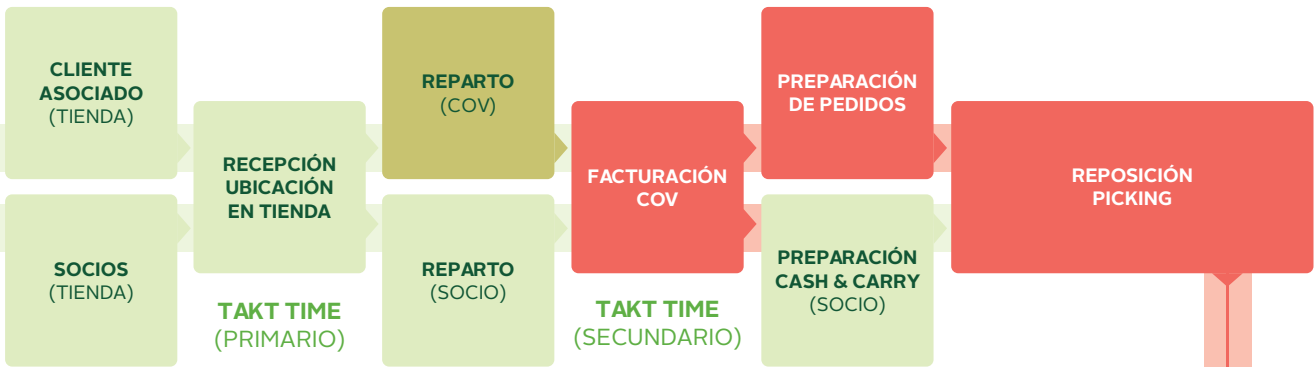 CLIENTE
ASOCIADO
(TIENDA)
SOCIOS
(TIENDA)
RECEPCIÓN
UBICACIÓN
EN TIENDA
TAKT TIME
(PRIMARIO)
REPARTO
(COV)
REPARTO
(SOCIO)
FACTURACIÓN
COV
TAKT TIME
(SECUNDARIO)
PREPARACIÓN
DE PEDIDOS
PREPARACIÓN
CASH & CARRY
(SOCIO)
REPOSICIÓN
PICKING